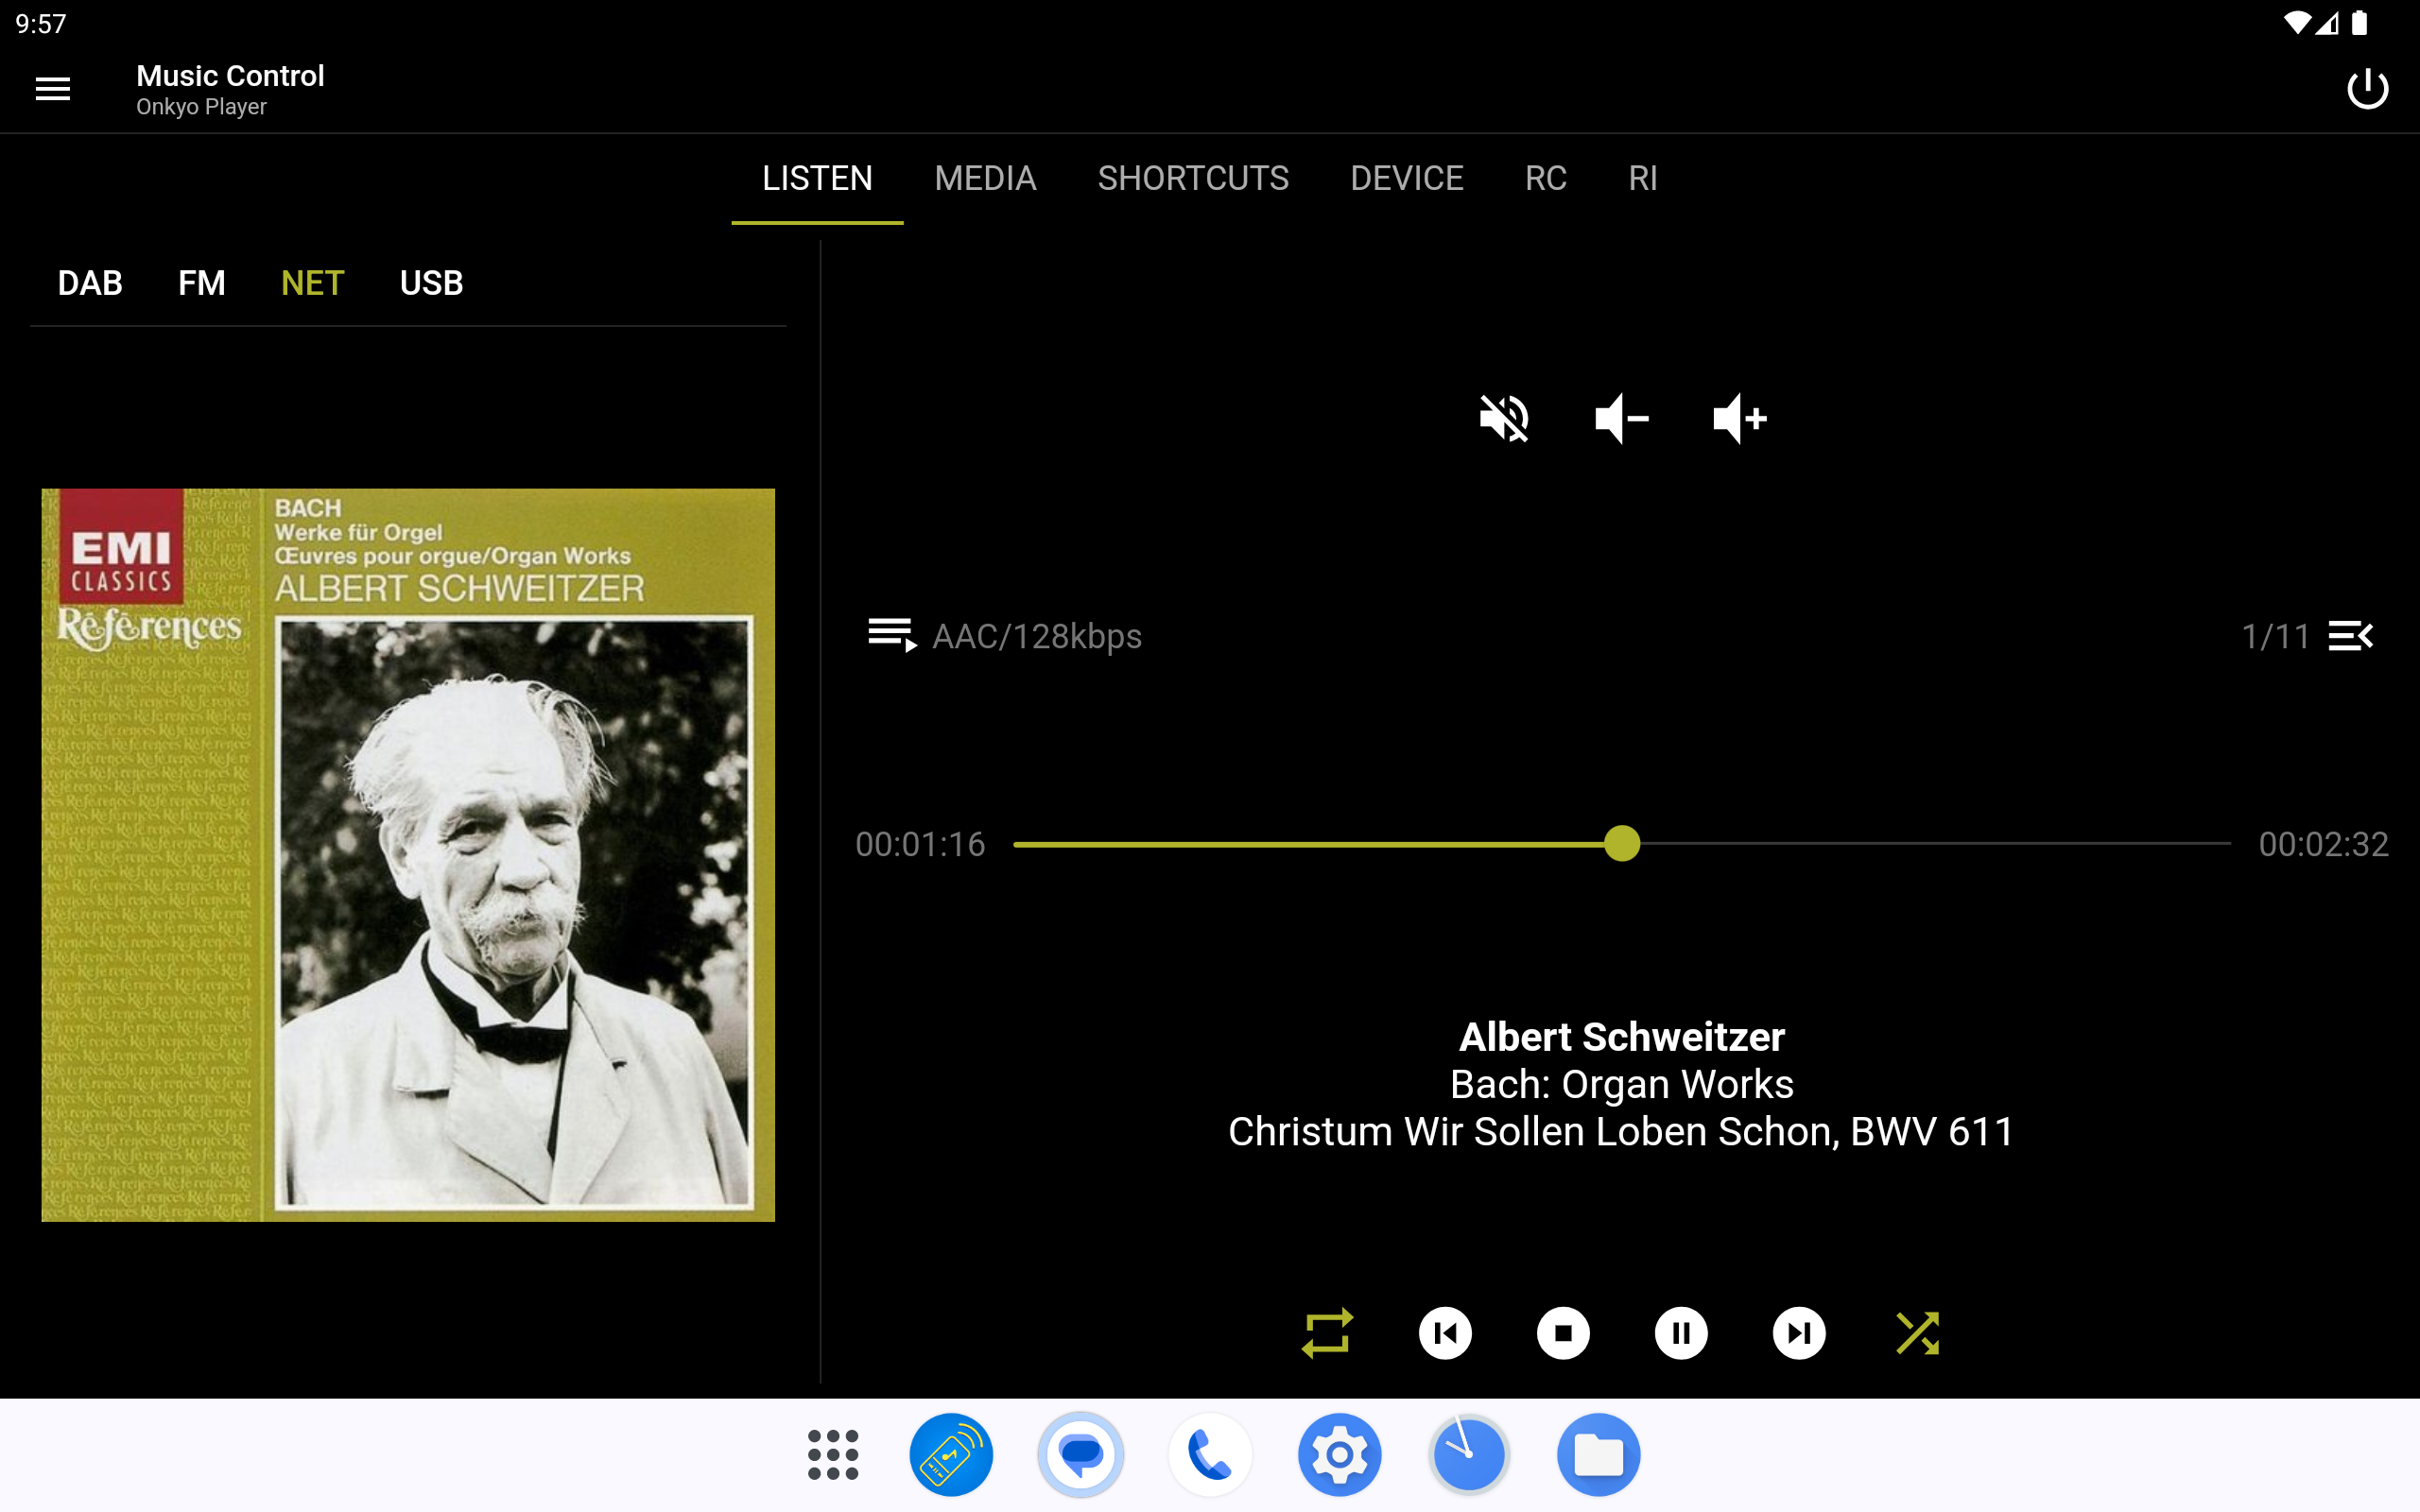 9:57
Music Control
Onkyo Player
LISTEN MEDIA SHORTCUTS DEVICE RC RI
DAB FM NET USB
EMI
CLASSICS
Références
BACH
Werke für Orgel
Œuvres pour orgue/Organ Works
ALBERT SCHWEITZER
AAC/128kbps
1/11
00:01:16
00:02:32
Albert Schweitzer
Bach: Organ Works
Christum Wir Sollen Loben Schon, BWV 611